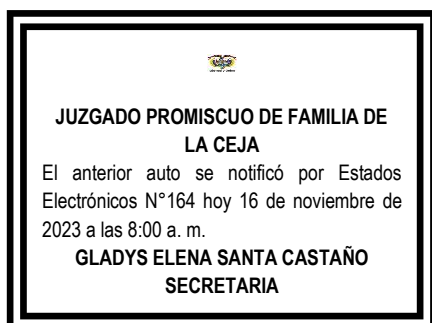 JUZGADO PROMISCUO DE FAMILIA DE
LA CEJA
El anterior auto se notificó por Estados
Electrónicos N°164 hoy 16 de noviembre de
2023 a las 8:00 a. m.
GLADYS ELENA SANTA CASTAÑO
SECRETARIA